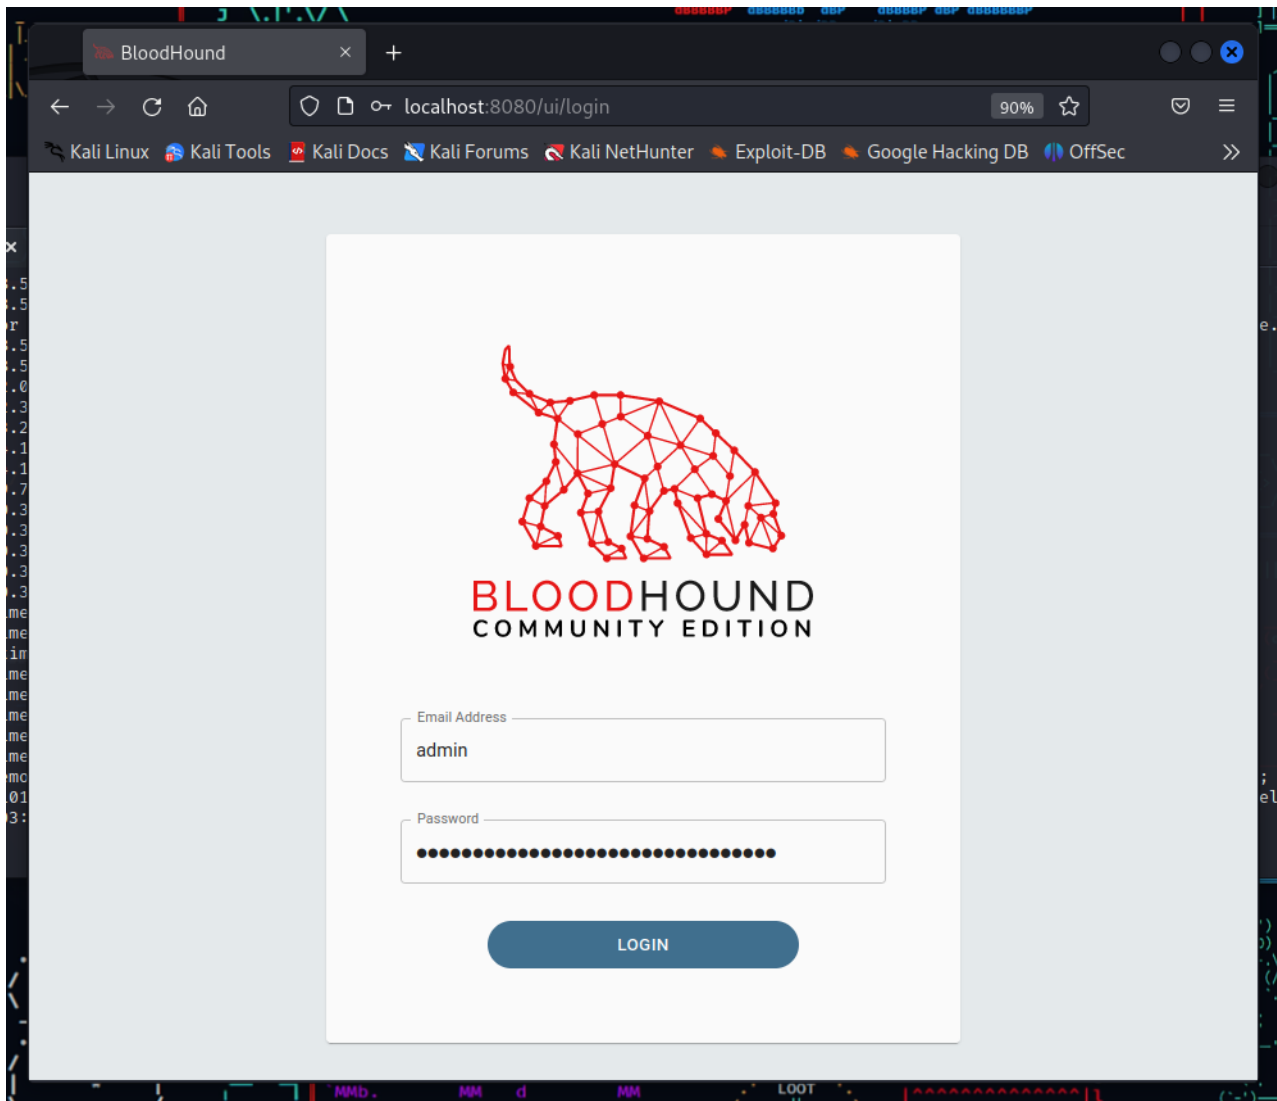 BloodHound
localhost:8080/ui/login
90%
Kali Linux Kali Tools Kali Docs Kali Forums Kali NetHunter Exploit-DB Google Hacking DB OffSec
BLOODHOUND
COMMUNITY EDITION
Email Address
admin
Password
LOGIN
LOOT